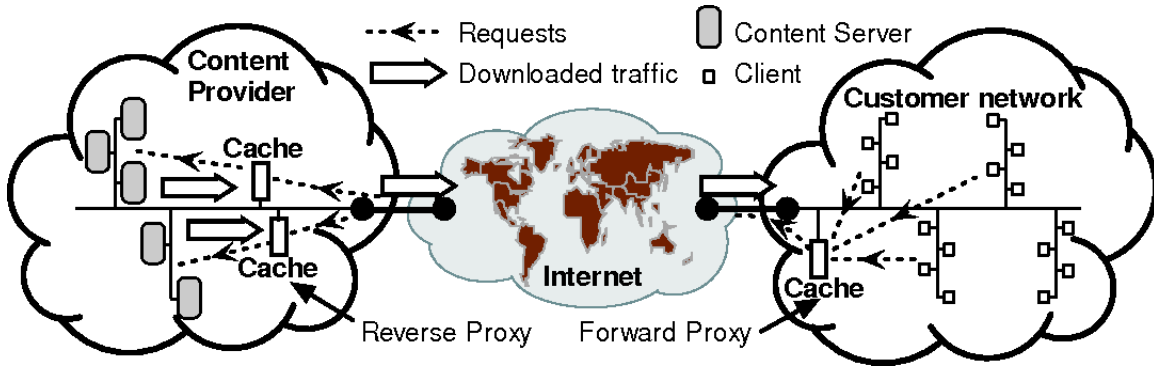 Requests
Content Server
Content
Provider
Downloaded traffic
Client
Customer network
Cache
Internet
Cache
Cache
Reverse Proxy
Forward Proxy